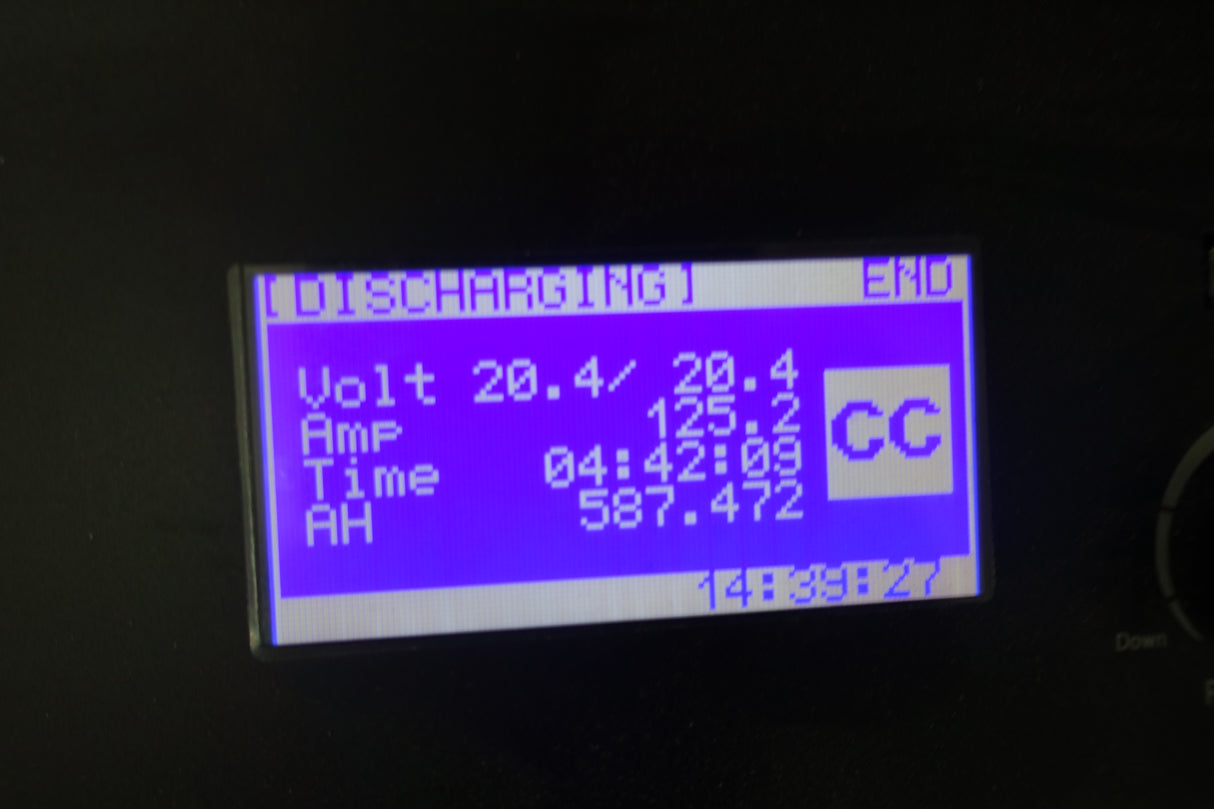 [DISCHARGING] END
Volt 20.4/ 20.4
Amp 125.2
CC
Time 04:42:09
AH 587.472
14:39:27
Down